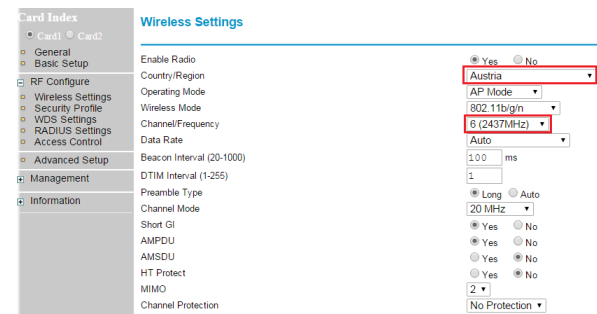 Card Index
Card1 Card2
General
Basic Setup
RF Configure
Wireless Settings
Security Profile
WDS Settings
RADIUS Settings
Access Control
Advanced Setup
Management
Information
Wireless Settings
Enable Radio Yes No
Country/Region Austria
Operating Mode AP Mode
Wireless Mode 802.11b/g/n
Channel/Frequency 6 (2437MHz)
Data Rate Auto
Beacon Interval (20-1000) 100 ms
DTIM Interval (1-255) 1
Preamble Type Long Auto
Channel Mode 20 MHz
Short GI Yes No
AMPDU Yes No
AMSDU Yes No
HT Protect Yes No
MIMO 2
Channel Protection No Protection